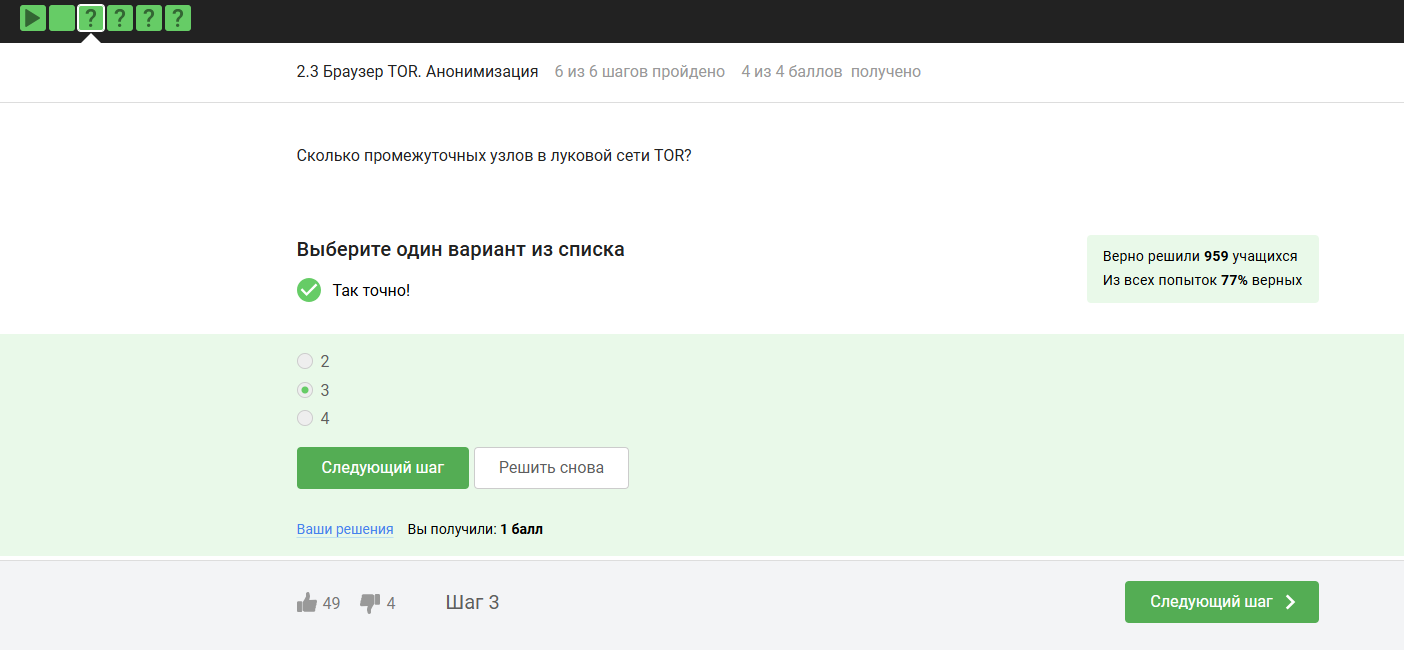 ? ? ? ?
2.3 Браузер TOR. Анонимизация 6 из 6 шагов пройдено 4 из 4 баллов получено
Сколько промежуточных узлов в луковой сети TOR?
Выберите один вариант из списка
Так точно!
Верно решили 959 учащихся
Из всех попыток 77% верных
2
3
4
Следующий шаг Решить снова
Ваши решения Вы получили: 1 балл
49 4 Шаг 3 Следующий шаг